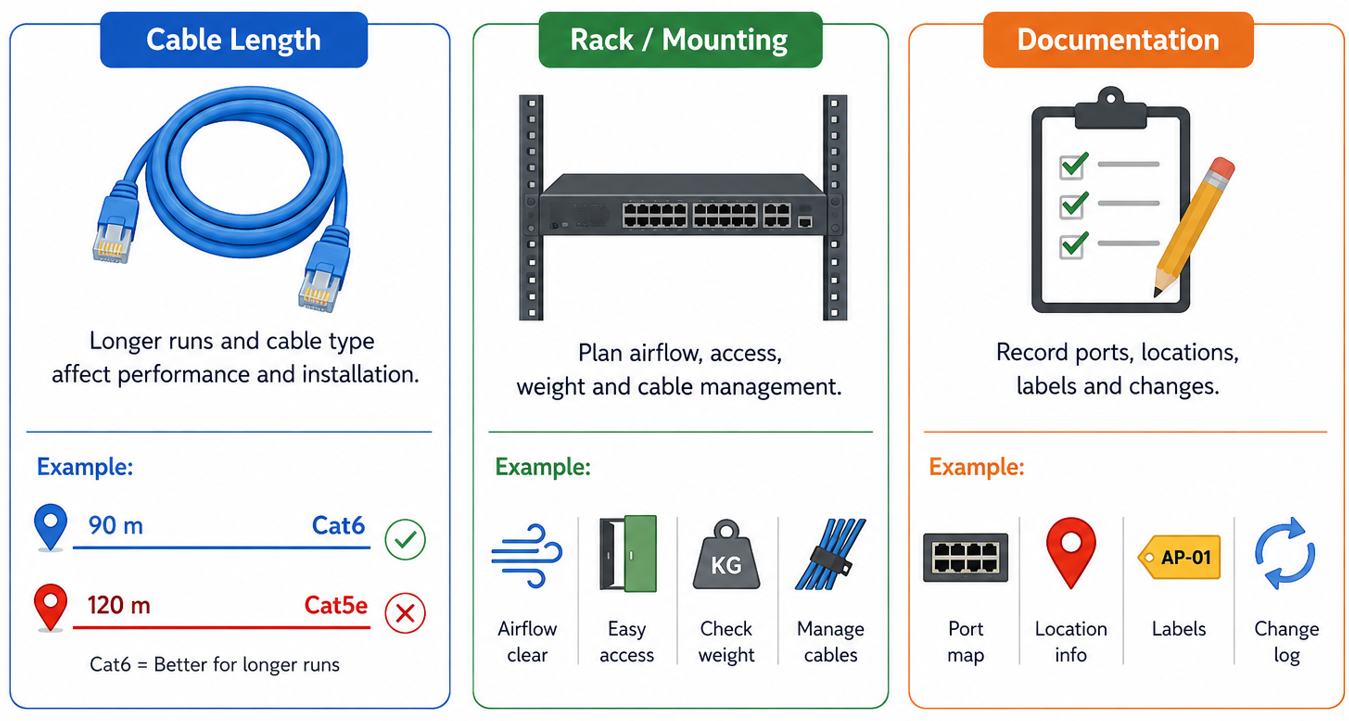 Cable Length
Longer runs and cable type
affect performance and installation.
Example:
90 m
Cat6
120 m
Cat5e
Cat6 = Better for longer runs
Rack / Mounting
Plan airflow, access,
weight and cable management.
Example:
KG
Airflow
clear
Easy
access
Check
weight
Manage
cables
Documentation
Record ports, locations,
labels and changes.
Example:
AP-01
Port
map
Location
info
Labels
Change
log